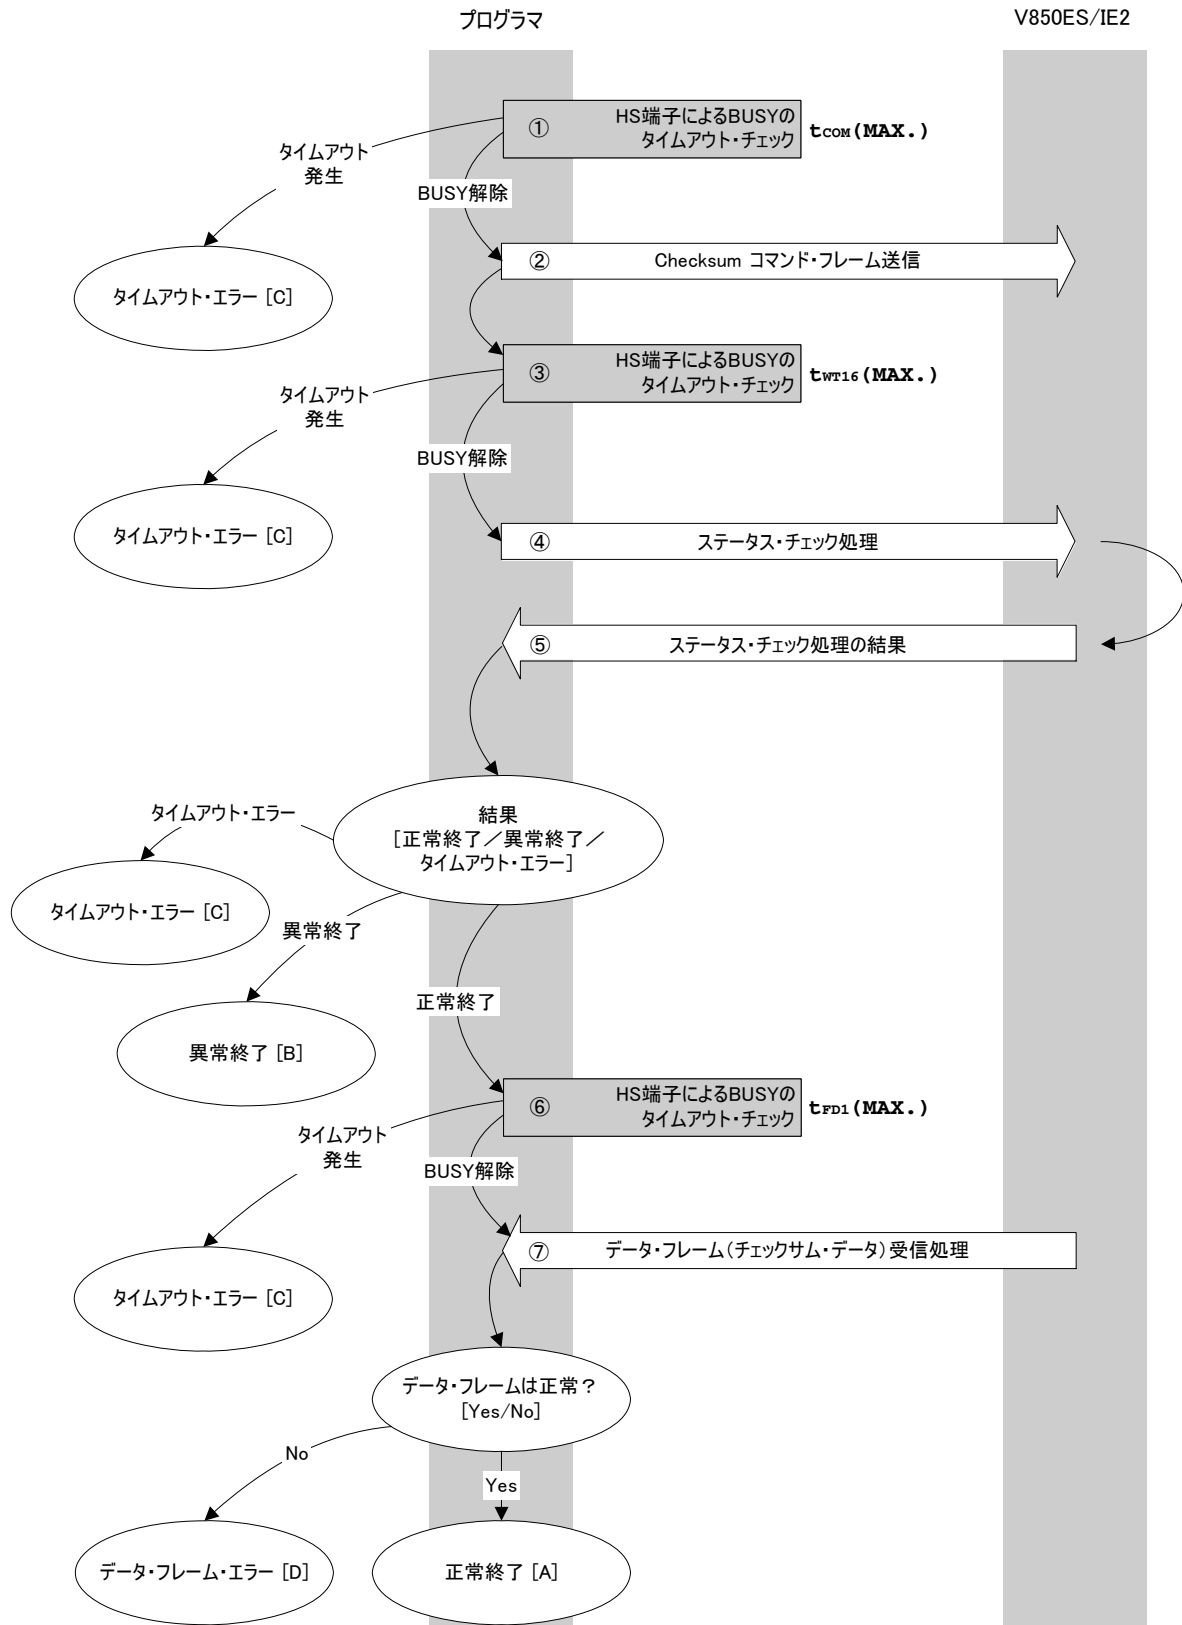 プログラマ
V850ES/IE2
① HS端子によるBUSYの
タイムアウト・チェック
tCOM(MAX.)
タイムアウト
発生
BUSY解除
② Checksum コマンド・フレーム送信
タイムアウト・エラー [C]
③ HS端子によるBUSYの
タイムアウト・チェック
tWT16(MAX.)
タイムアウト
発生
BUSY解除
タイムアウト・エラー [C]
④ ステータス・チェック処理
⑤ ステータス・チェック処理の結果
結果
[正常終了／異常終了／
タイムアウト・エラー]
タイムアウト・エラー
タイムアウト・エラー [C]
異常終了
正常終了
異常終了 [B]
⑥ HS端子によるBUSYの
タイムアウト・チェック
tFD1(MAX.)
タイムアウト
発生
BUSY解除
⑦ データ・フレーム(チェックサム・データ)受信処理
タイムアウト・エラー [C]
データ・フレームは正常？
[Yes/No]
No
Yes
データ・フレーム・エラー [D]
正常終了 [A]